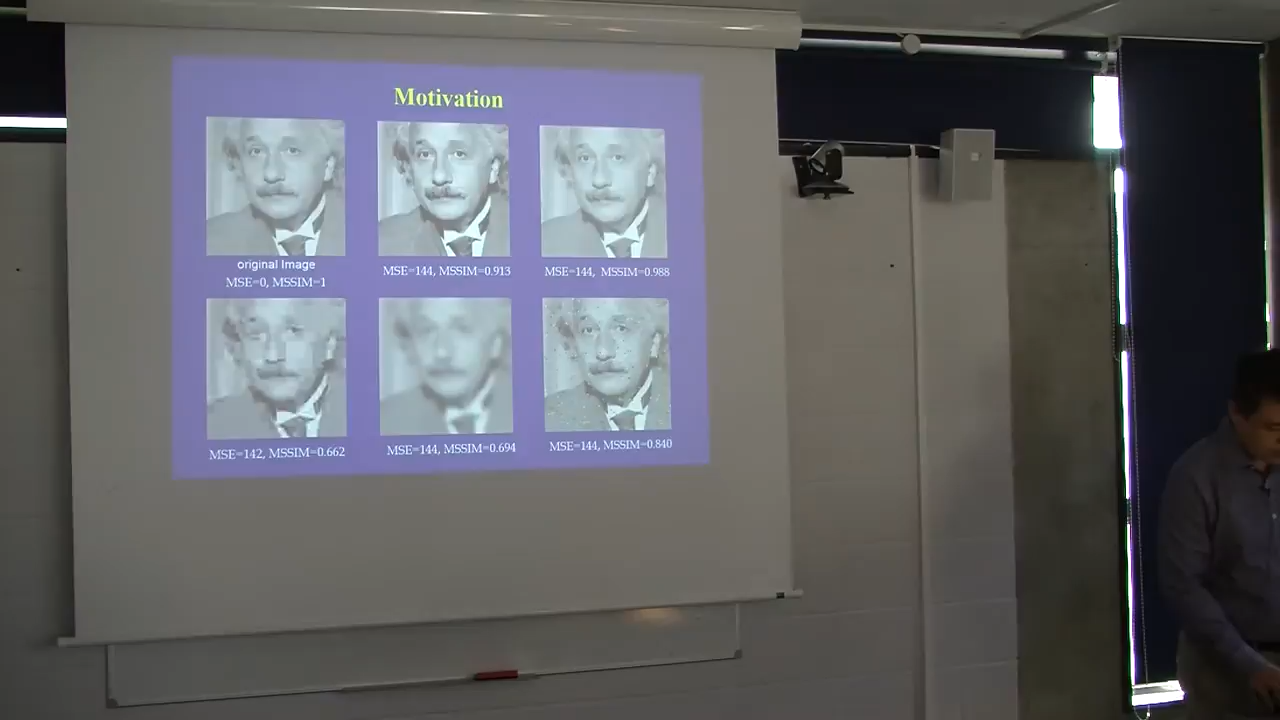 Motivation
original Image
MSE=0, MSSIM=1
MSE=144, MSSIM=0.913
MSE=144, MSSIM=0.988
MSE=142, MSSIM=0.662
MSE=144, MSSIM=0.694
MSE=144, MSSIM=0.840